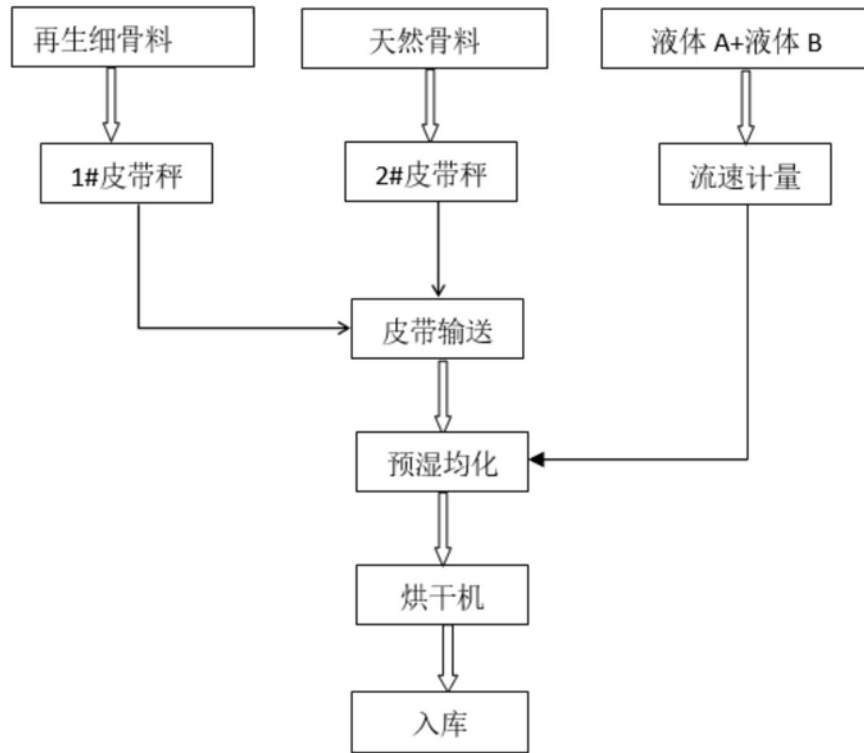 再生细骨料
天然骨料
液体 A+液体 B
1#皮带秤
2#皮带秤
流速计量
皮带输送
预湿均化
烘干机
入库